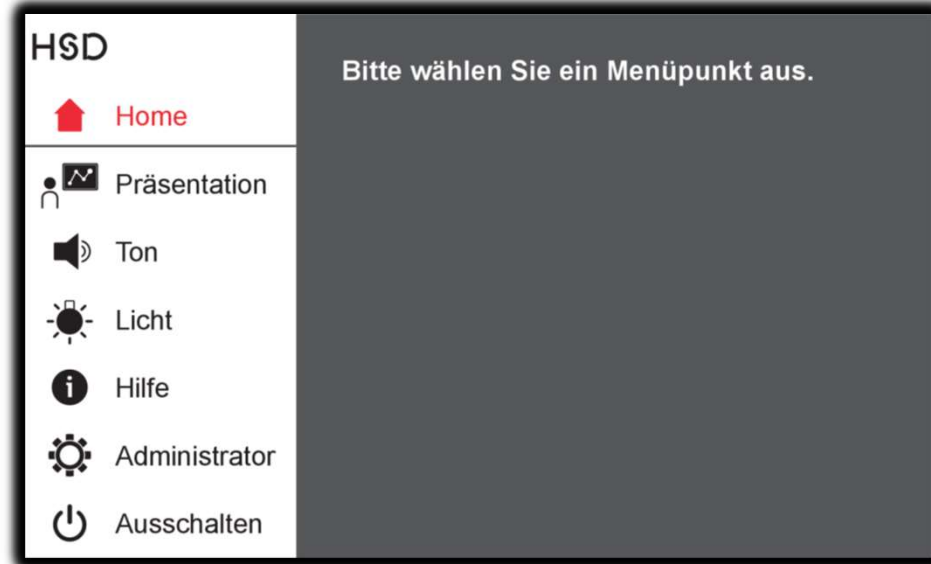 HSD
Home
Präsentation
Ton
Licht
Hilfe
Administrator
Ausschalten
Bitte wählen Sie ein Menüpunkt aus.